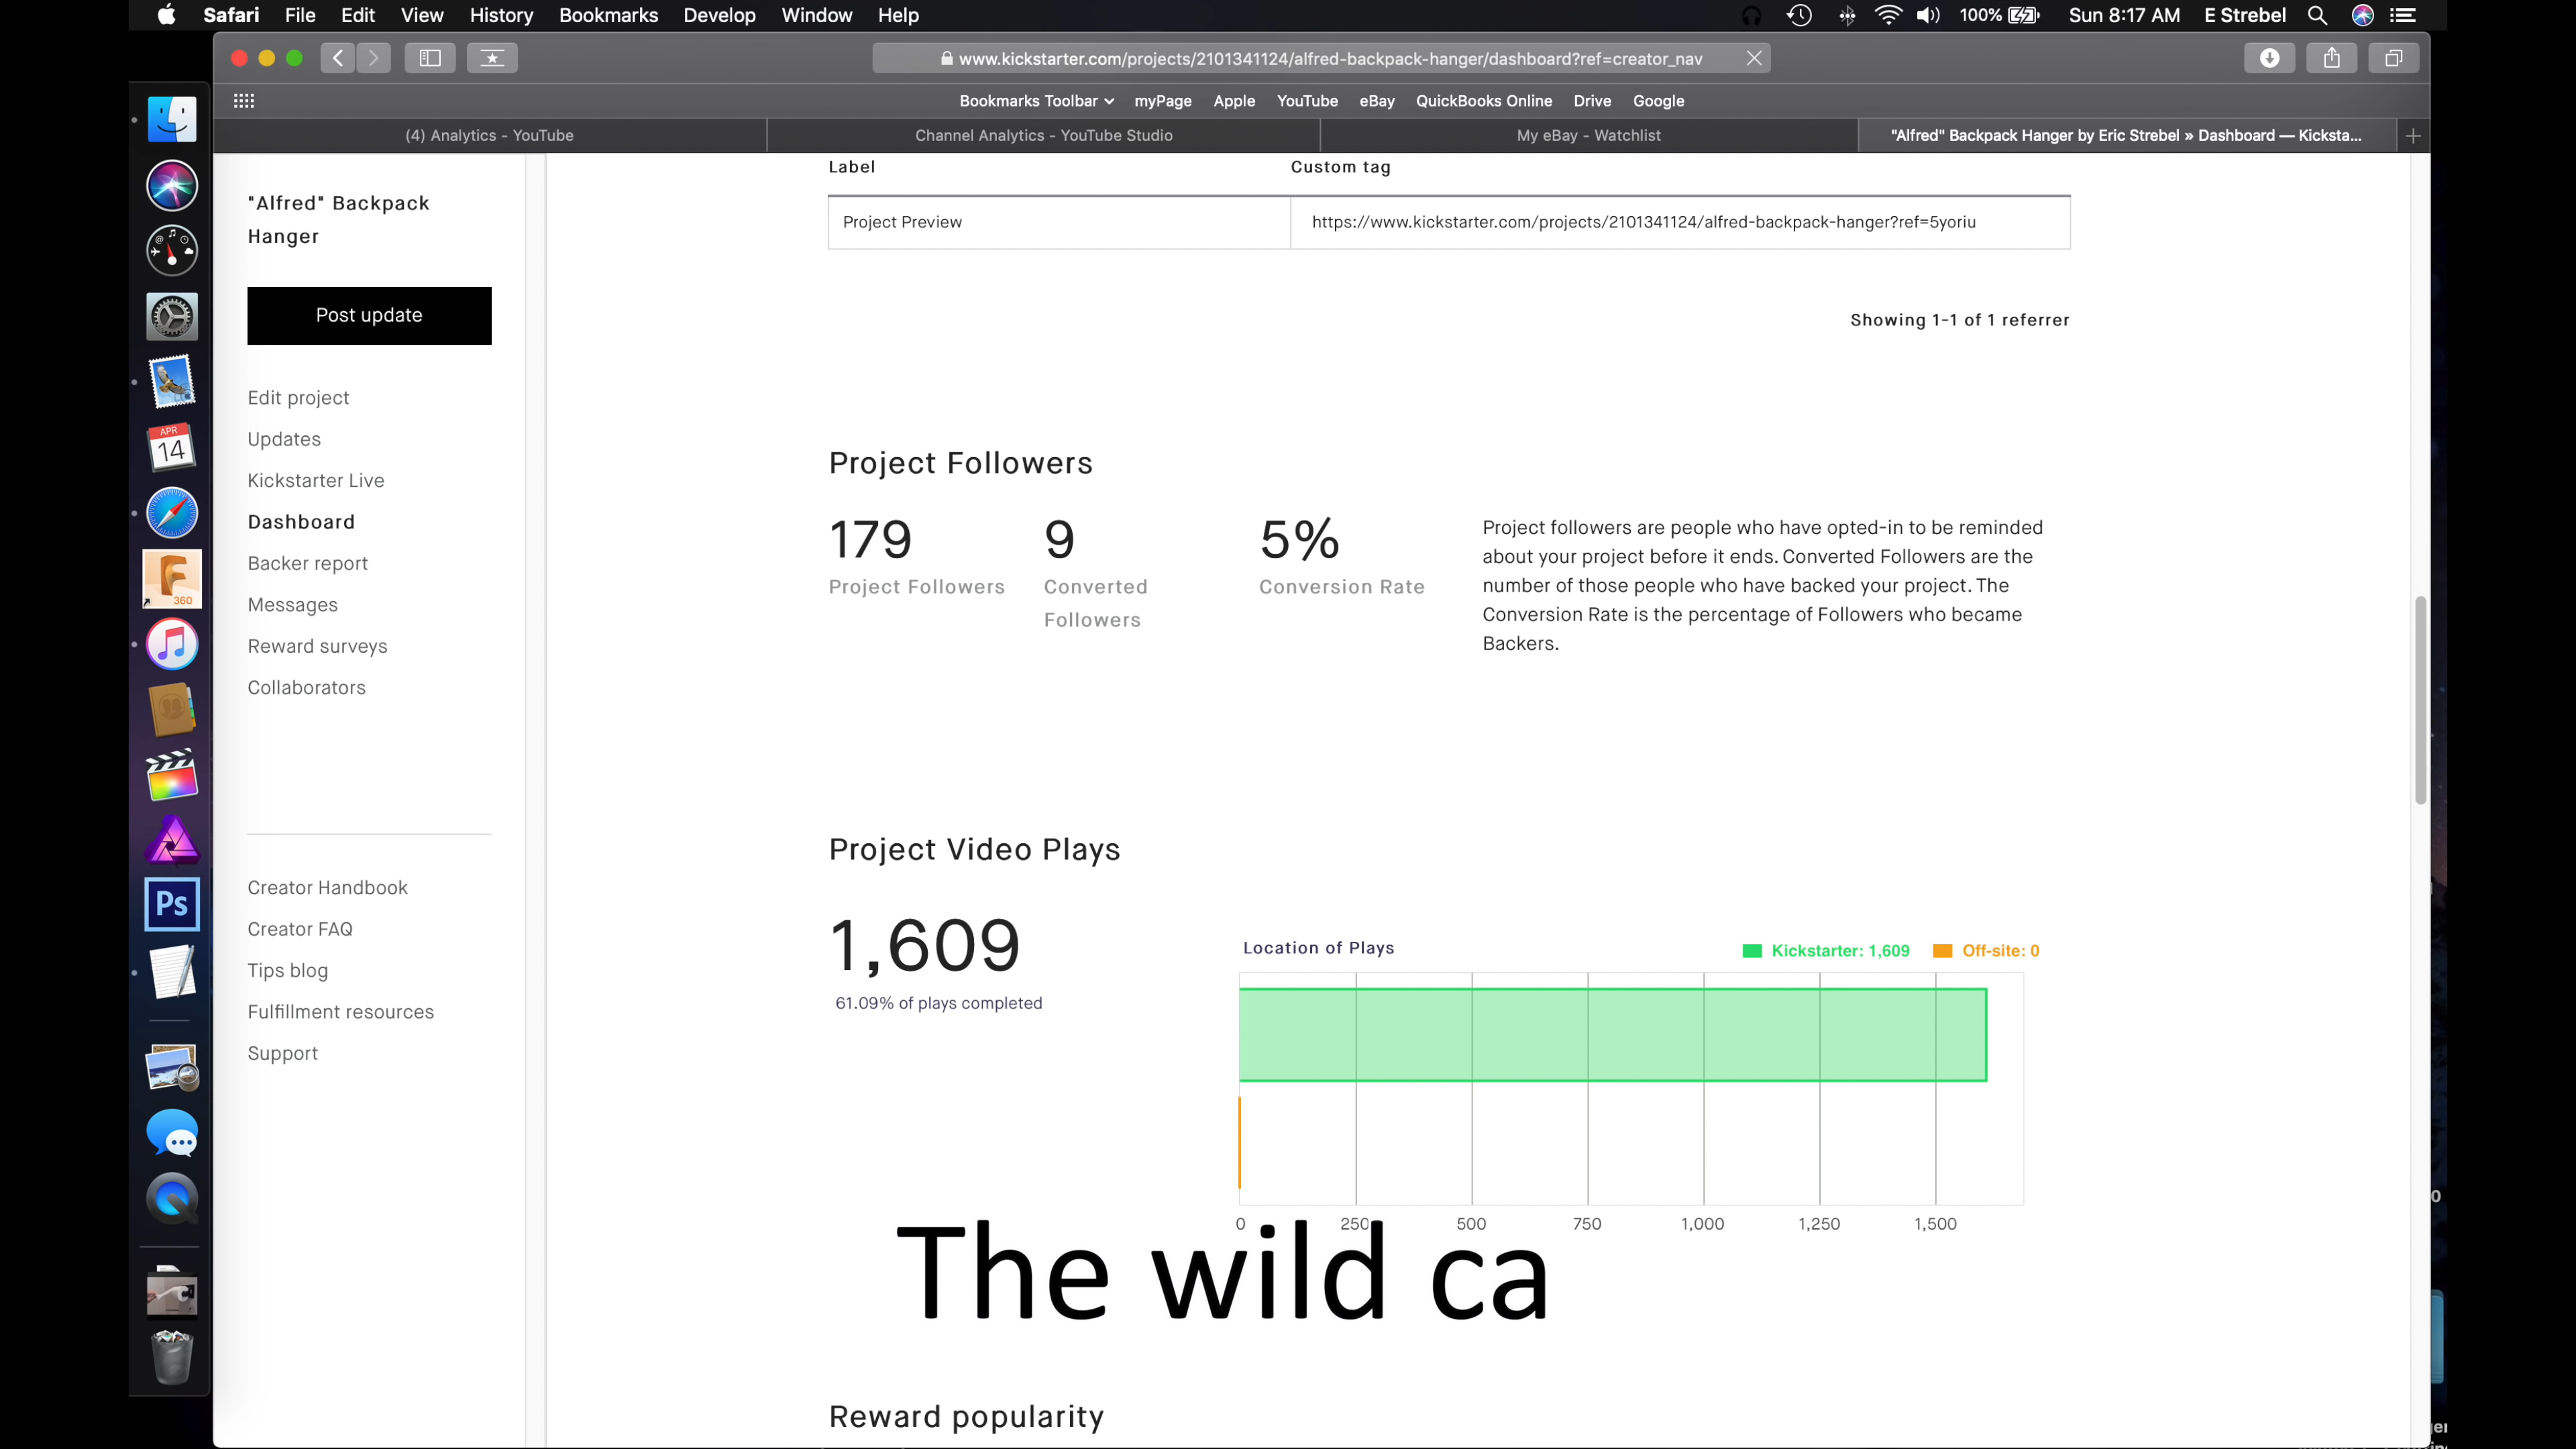 Safari File Edit View History Bookmarks Develop Window Help 100% Sun 8:17 AM E Strebel
www.kickstarter.com/projects/2101341124/alfred-backpack-hanger/dashboard?ref=creator_nav
Bookmarks Toolbar myPage Apple YouTube eBay QuickBooks Online Drive Google
(4) Analytics - YouTube Channel Analytics - YouTube Studio My eBay - Watchlist "Alfred" Backpack Hanger by Eric Strebel » Dashboard — Kicksta...
"Alfred" Backpack
Hanger
Post update
Edit project
Updates
Kickstarter Live
Dashboard
Backer report
Messages
Reward surveys
Collaborators
Creator Handbook
Creator FAQ
Tips blog
Fulfillment resources
Support
APR
14
F
360
Ps
Label Custom tag
Project Preview https://www.kickstarter.com/projects/2101341124/alfred-backpack-hanger?ref=5yoriu
Showing 1-1 of 1 referrer
Project Followers
179 9 5%
Project Followers Converted Conversion Rate
Followers
Project followers are people who have opted-in to be reminded
about your project before it ends. Converted Followers are the
number of those people who have backed your project. The
Conversion Rate is the percentage of Followers who became
Backers.
Project Video Plays
1,609
61.09% of plays completed
Location of Plays Kickstarter: 1,609 Off-site: 0
0 250 500 750 1,000 1,250 1,500
The wild ca
Reward popularity